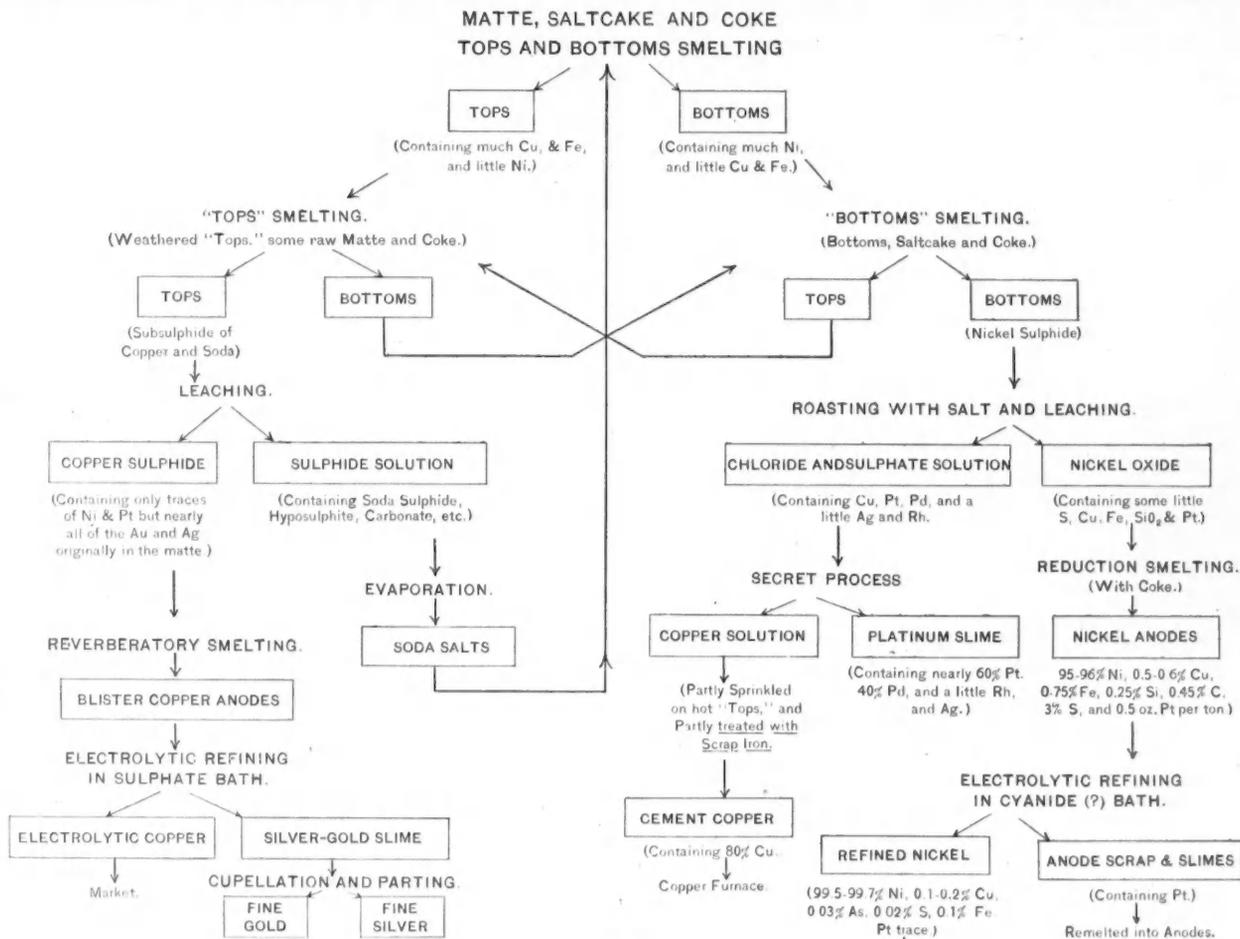 MATTE, SALTCAKE AND COKE
TOPS AND BOTTOMS SMELTING
TOPS
(Containing much Cu, & Fe,
and little Ni.)
BOTTOMS
(Containing much Ni,
and little Cu & Fe.)
"TOPS" SMELTING.
(Weathered "Tops." some raw Matte and Coke.)
TOPS
(Subsulphide of
Copper and Soda)
BOTTOMS
"BOTTOMS" SMELTING.
(Bottoms, Saltcake and Coke.)
TOPS
BOTTOMS
(Nickel Sulphide)
LEACHING.
COPPER SULPHIDE
(Containing only traces
of Ni & Pt but nearly
all of the Au and Ag
originally in the matte.)
SULPHIDE SOLUTION
(Containing Soda Sulphide,
Hyposulphite, Carbonate, etc.)
EVAPORATION.
SODA SALTS
REVERBERATORY SMELTING.
BLISTER COPPER ANODES
ELECTROLYTIC REFINING
IN SULPHATE BATH.
ELECTROLYTIC COPPER
Market.
SILVER-GOLD SLIME
CUPELLATION AND PARTING.
FINE
GOLD
FINE
SILVER
ROASTING WITH SALT AND LEACHING.
CHLORIDE ANDSULPHATE SOLUTION
(Containing Cu, Pt, Pd, and a
little Ag and Rh.
NICKEL OXIDE
(Containing some little
S, Cu, Fe, SiO₂ & Pt.)
SECRET PROCESS
COPPER SOLUTION
(Partly Sprinkled
on hot "Tops," and
Partly treated with
Scrap Iron.
CEMENT COPPER
(Containing 80% Cu.
Copper Furnace.
PLATINUM SLIME
(Containing nearly 60% Pt.
40% Pd, and a little Rh,
and Ag.)
REDUCTION SMELTING.
(With Coke.)
NICKEL ANODES
95-96% Ni, 0.5-0.6% Cu,
0.75% Fe, 0.25% Si, 0.45% C,
3% S, and 0.5 oz. Pt per ton.)
ELECTROLYTIC REFINING
IN CYANIDE (?) BATH.
REFINED NICKEL
(99.5-99.7% Ni, 0.1-0.2% Cu,
0.03% As, 0.02% S, 0.1% Fe
Pt trace.)
ANODE SCRAP & SLIMES
(Containing Pt.)
Remelted into Anodes.